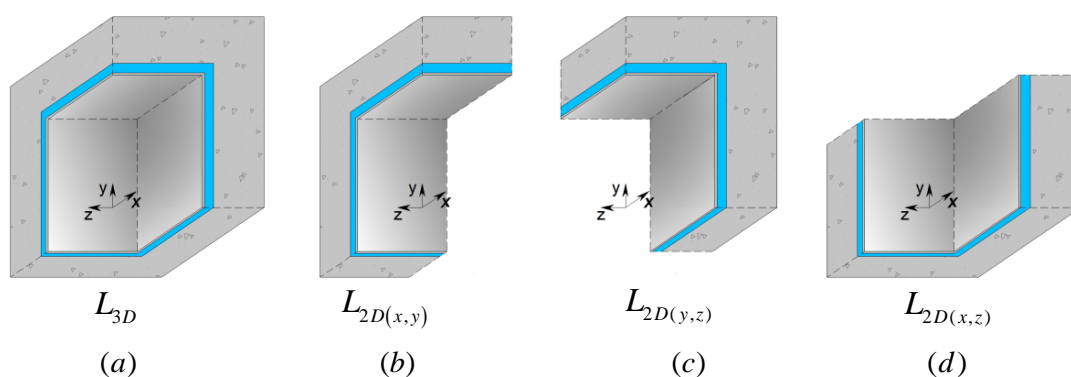 y x z
y x z
y x z
y x z
L3D L2D(x,y) L2D(y,z) L2D(x,z)
(a) (b) (c) (d)